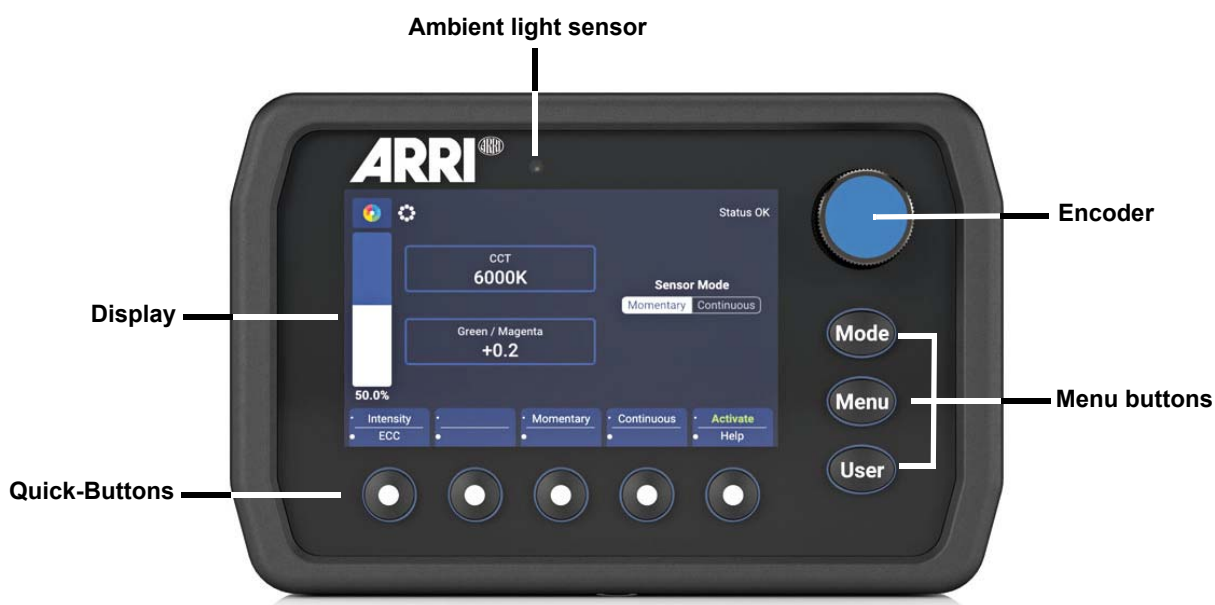 Ambient light sensor
ARRI® ARRI
Status OK
Encoder
CCT
6000K
Sensor Mode
Momentary Continuous
Display
Green / Magenta
+0.2
Mode
50.0%
Menu
Menu buttons
Intensity
Momentary
Continuous
Activate
ECC
Help
User
Quick-Buttons